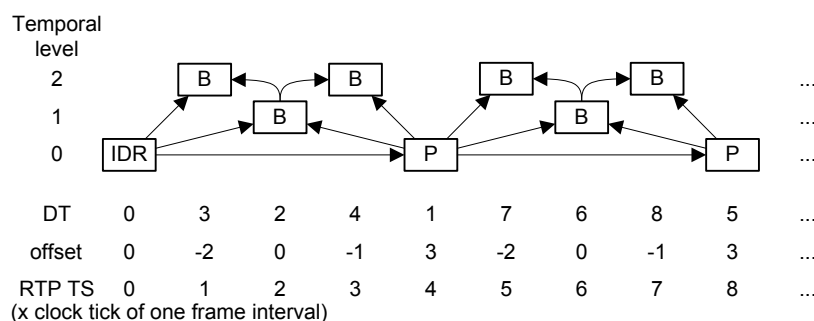 Temporal
level
2 B B B B ...
1 B B ...
0 IDR P P ...
DT 0 3 2 4 1 7 6 8 5 ...
offset 0 -2 0 -1 3 -2 0 -1 3 ...
RTP TS 0 1 2 3 4 5 6 7 8 ...
(x clock tick of one frame interval)